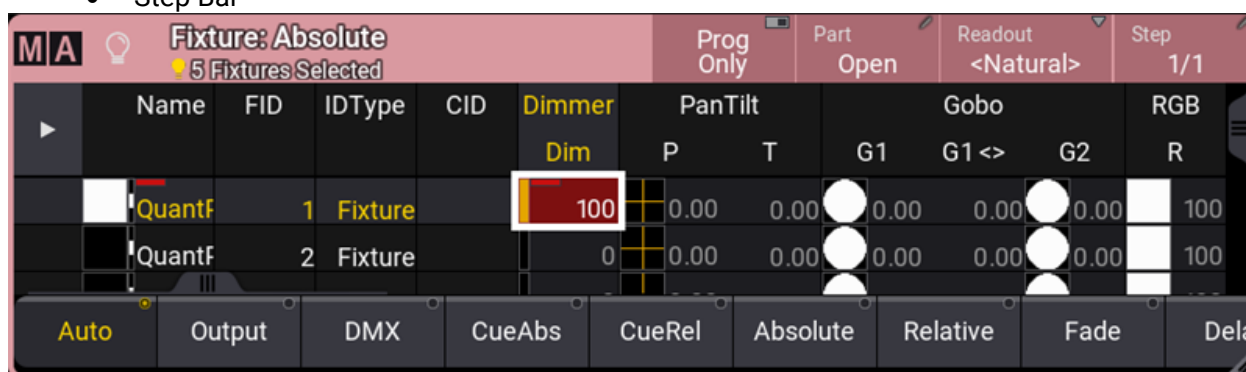 • Step Bar
MA Fixture: Absolute Prog Only Part Open Readout <Natural> Step 1/1
5 Fixtures Selected
Name FID IDType CID Dimmer PanTilt Gobo RGB
Dim P T G1 G1 <> G2 R
QuantF 1 Fixture 100 0.00 0.00 0.00 0.00 0.00 100
QuantF 2 Fixture 0 0.00 0.00 0.00 0.00 0.00 100
Auto Output DMX CueAbs CueRel Absolute Relative Fade Dela